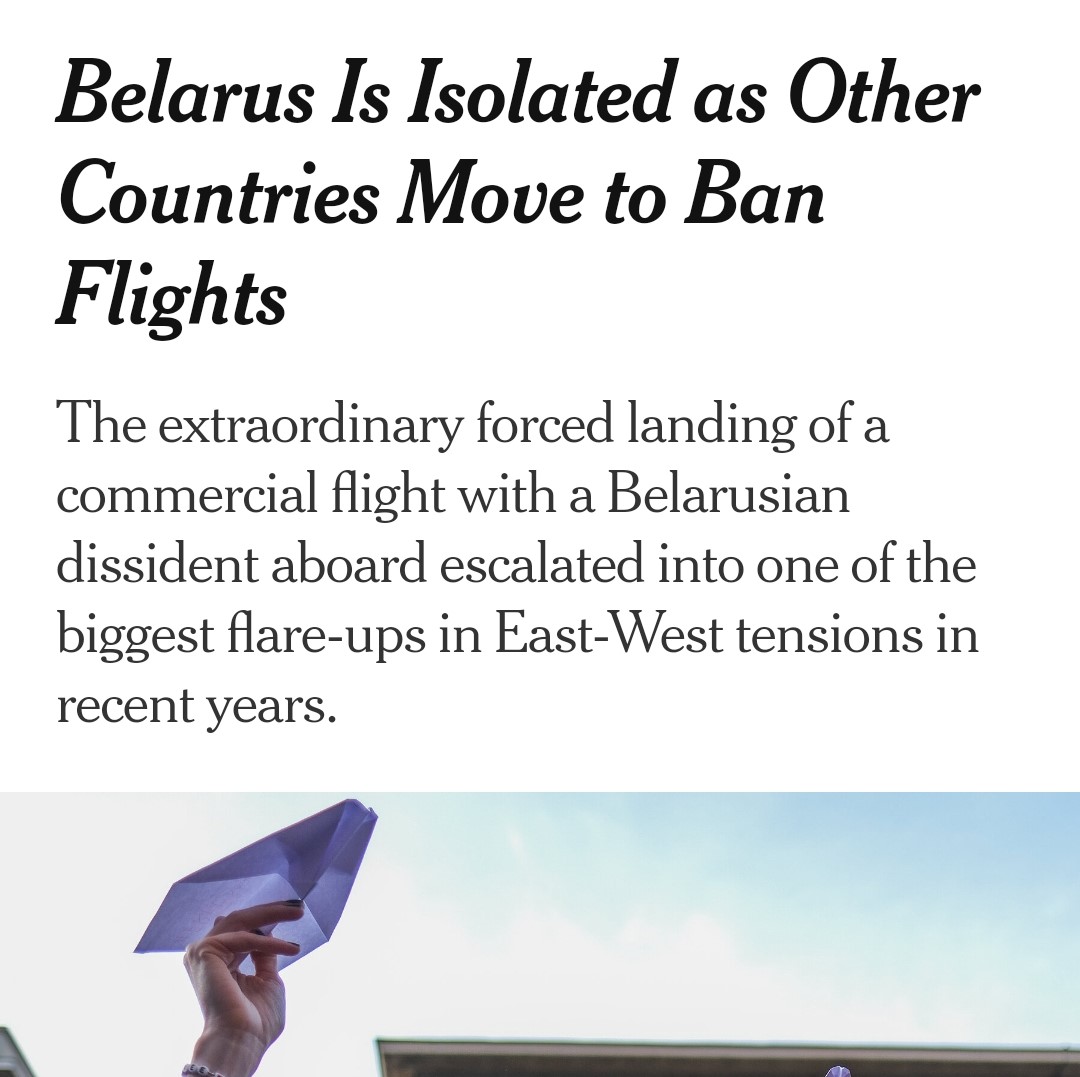 Belarus Is Isolated as Other
Countries Move to Ban
Flights
The extraordinary forced landing of a
commercial flight with a Belarusian
dissident aboard escalated into one of the
biggest flare-ups in East-West tensions in
recent years.